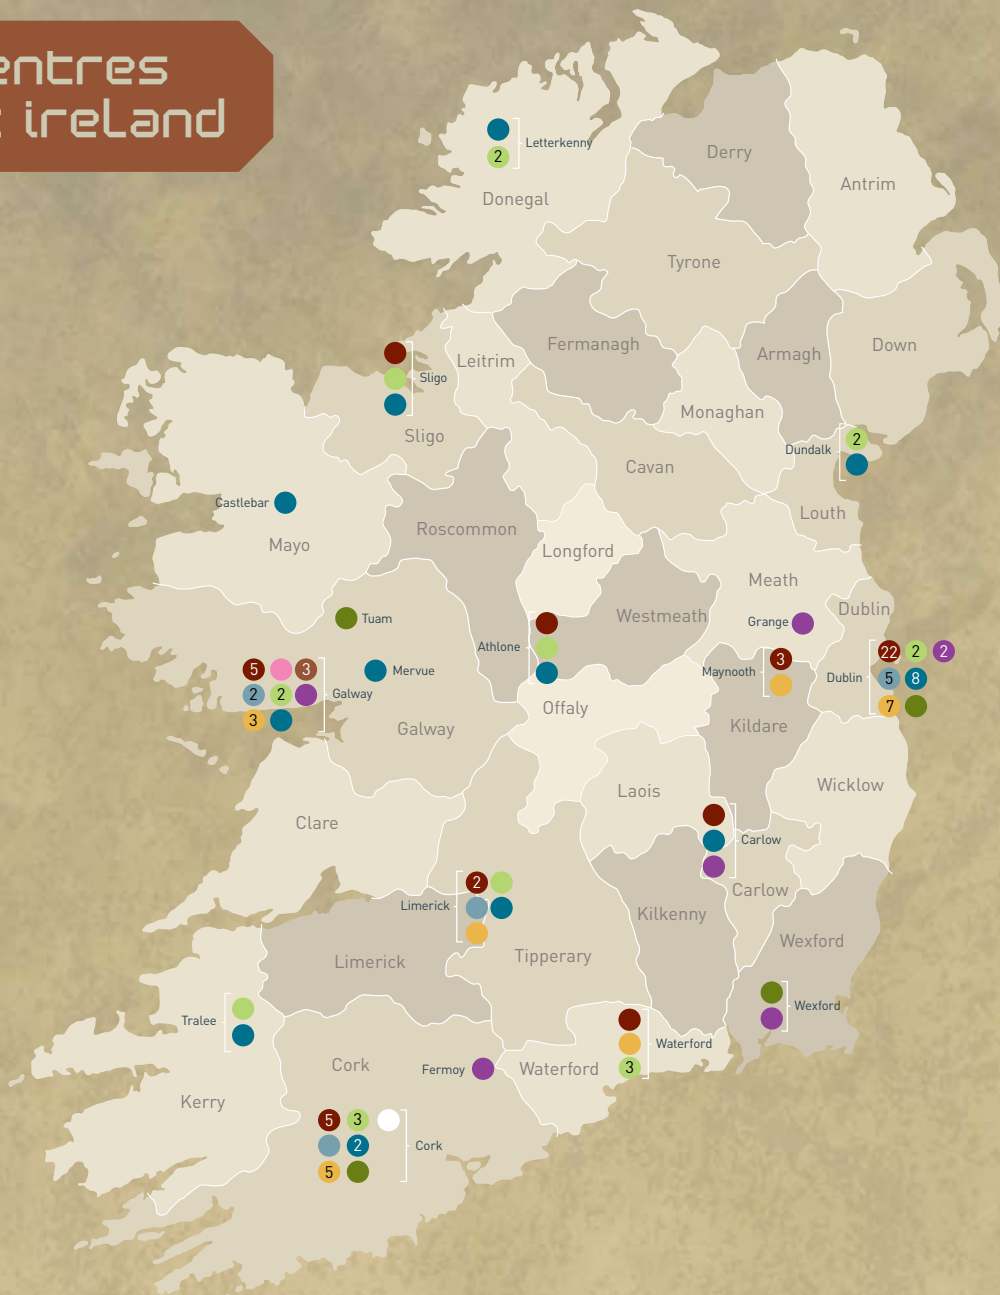 entres
ireland
Derry
Antrim
Letterkenny
2
Donegal
Tyrone
Fermanagh
Armagh
Down
Leitrim
Sligo
Monaghan
Sligo
2
Dundalk
Cavan
Castlebar
Louth
Roscommon
Mayo
Longford
Meath
Dublin
Tuam
Westmeath
Grange
Athlone
22 2 2
3
5 3
Mervue
Maynooth
Dublin
5 8
Galway
2 2
Offaly
7
3
Galway
Kildare
Wicklow
Laois
Clare
Carlow
2
Carlow
Limerick
Kilkenny
Wexford
Tipperary
Limerick
Wexford
Tralee
Waterford
Cork
Fermoy
Waterford
3
Kerry
5 3
2
Cork
5